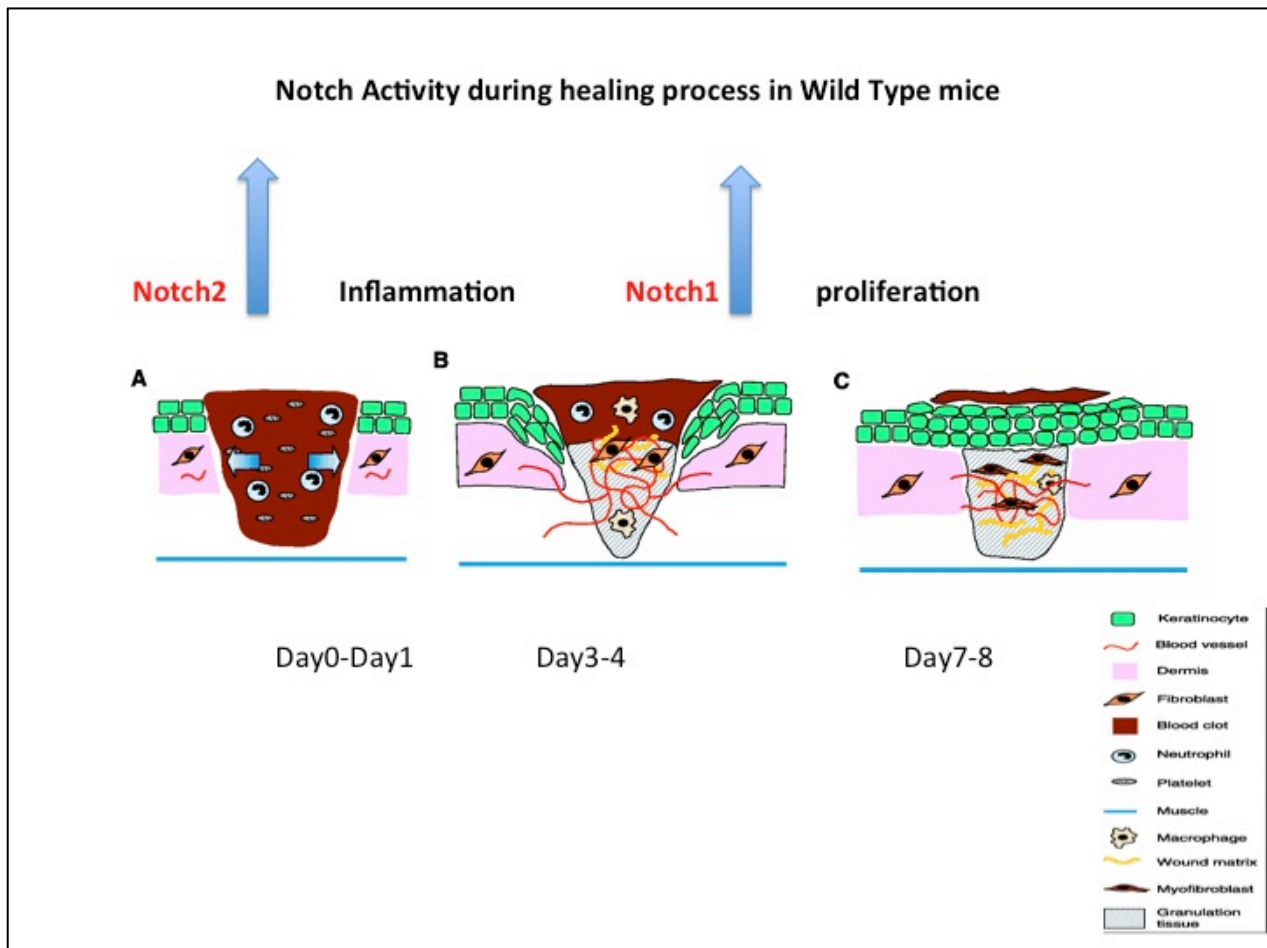 Notch Activity during healing process in Wild Type mice
Notch2
Inflammation
Notch1
proliferation
A
B
C
Day0-Day1
Day3-4
Day7-8
Keratinocyte
Blood vessel
Dermis
Fibroblast
Blood clot
Neutrophil
Platelet
Muscle
Macrophage
Wound matrix
Myofibroblast
Granulation
tissue